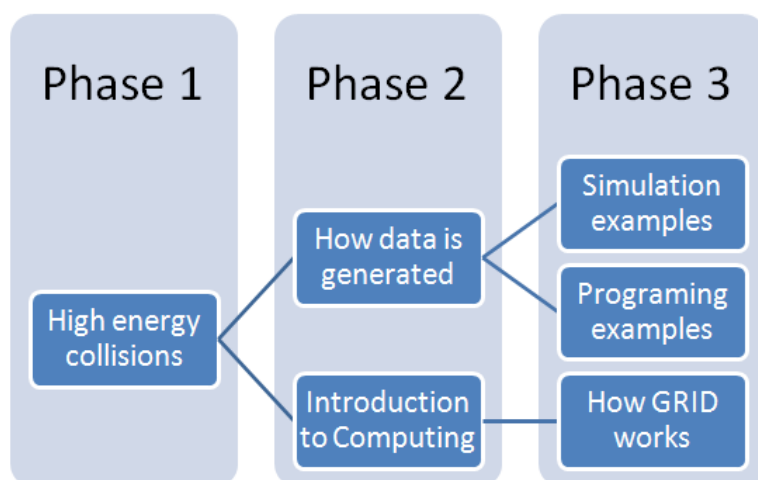 Phase 1
Phase 2
Phase 3
High energy
collisions
How data is
generated
Introduction
to Computing
Simulation
examples
Programing
examples
How GRID
works